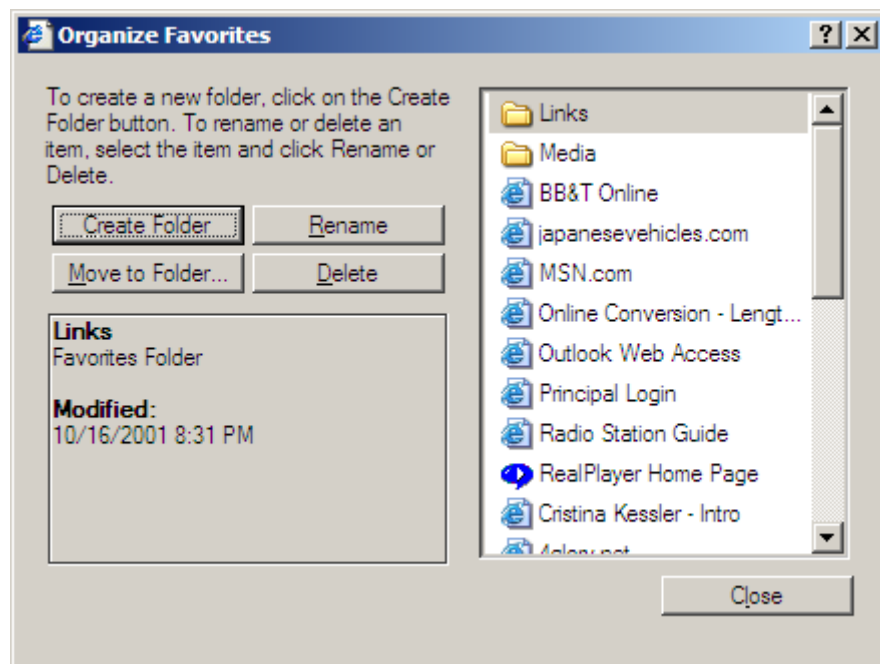 Organize Favorites
To create a new folder, click on the Create
Folder button. To rename or delete an
item, select the item and click Rename or
Delete.
Create Folder
Rename
Move to Folder...
Delete
Links
Favorites Folder
Modified:
10/16/2001 8:31 PM
Links
Media
BB&T Online
japanesevehicles.com
MSN.com
Online Conversion - Lengt...
Outlook Web Access
Principal Login
Radio Station Guide
RealPlayer Home Page
Cristina Kessler - Intro
Close